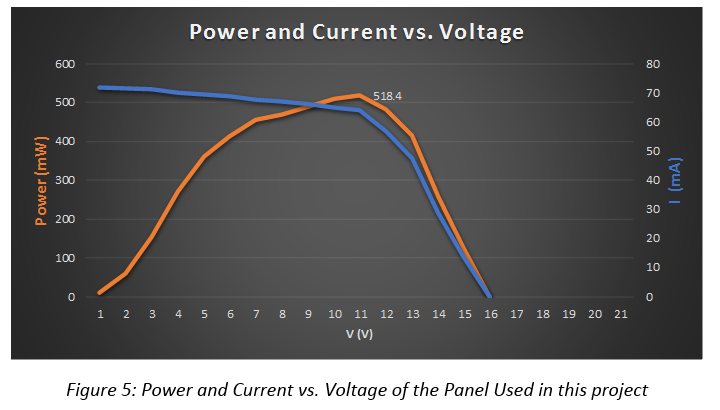 Power and Current vs. Voltage
600
500
400
300
200
100
0
Power (mW)
518.4
80
70
60
50
40
30
20
10
0
I (mA)
1 2 3 4 5 6 7 8 9 10 11 12 13 14 15 16 17 18 19 20 21
V (V)
Figure 5: Power and Current vs. Voltage of the Panel Used in this project